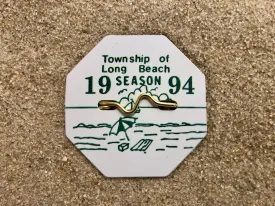 Township of
Long Beach
19 SEASON 94